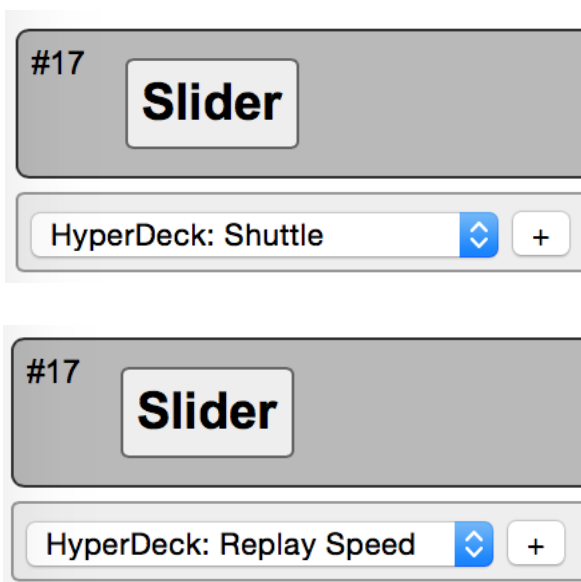 #17
Slider
HyperDeck: Shuttle
+
#17
Slider
HyperDeck: Replay Speed
+